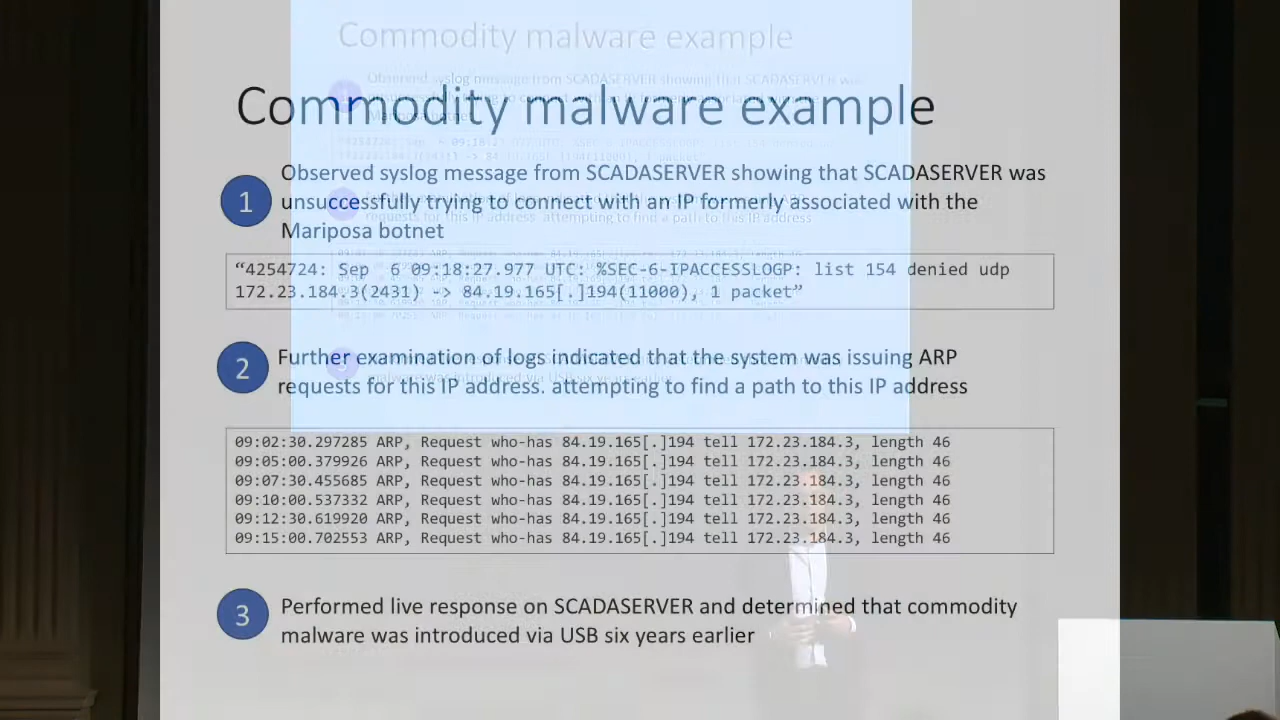 Commodity malware example
1
Observed syslog message from SCADASERVER showing that SCADASERVER was
unsuccessfully trying to connect with an IP formerly associated with the
Mariposa botnet
“4254724: Sep  6 09:18:27.977 UTC: %SEC-6-IPACCESSLOGP: list 154 denied udp
172.23.184.3(2431) -> 84.19.165[.]194(11000), 1 packet”
2
Further examination of logs indicated that the system was issuing ARP
requests for this IP address. attempting to find a path to this IP address
09:02:30.297285 ARP, Request who-has 84.19.165[.]194 tell 172.23.184.3, length 46
09:05:00.379926 ARP, Request who-has 84.19.165[.]194 tell 172.23.184.3, length 46
09:07:30.455685 ARP, Request who-has 84.19.165[.]194 tell 172.23.184.3, length 46
09:10:00.537332 ARP, Request who-has 84.19.165[.]194 tell 172.23.184.3, length 46
09:12:30.619920 ARP, Request who-has 84.19.165[.]194 tell 172.23.184.3, length 46
09:15:00.702553 ARP, Request who-has 84.19.165[.]194 tell 172.23.184.3, length 46
3
Performed live response on SCADASERVER and determined that commodity
malware was introduced via USB six years earlier
Commodity malware example